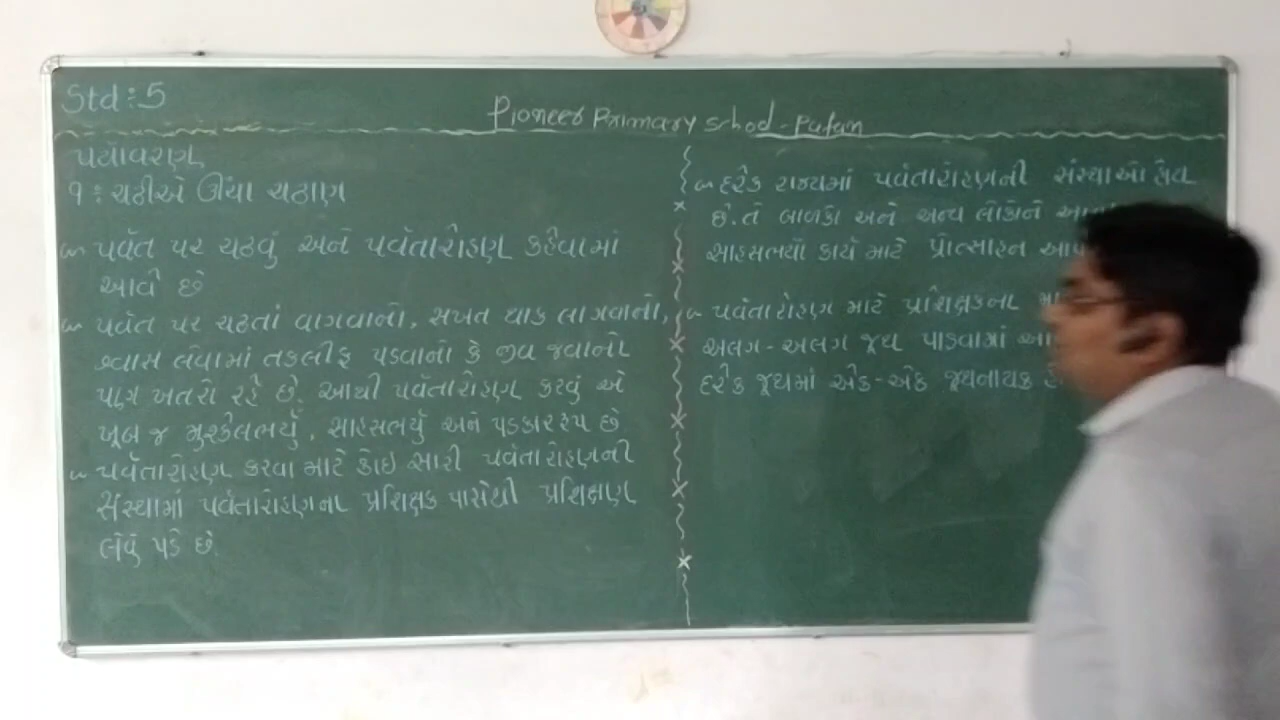 Std : 5
Pioneer Primary School - Patan
પર્યાવરણ
૧ : ચઢીએ ઊંચા ચઢાણ
પર્વત પર ચઢવું અને પર્વતારોહણ કહેવામાં
આવે છે
પર્વત પર ચઢતાં વાગવાનો, સખત થાક લાગવાનો,
શ્વાસ લેવામાં તકલીફ પડવાનો કે જીવ જવાનો
પણ ખતરો રહે છે. આથી પર્વતારોહણ કરવું એ
ખૂબ જ મુશ્કેલભર્યું, સાહસભર્યું અને પડકારરૂપ છે
પર્વતારોહણ કરવા માટે કોઇ સારી પર્વતારોહણની
સંસ્થામાં પર્વતારોહણના પ્રશિક્ષક પાસેથી પ્રશિક્ષણ
લેવું પડે છે.
દરેક રાજ્યમાં પર્વતારોહણની સંસ્થાઓ હોય
છે. તે બાળકો અને અન્ય લોકોને
સાહસભર્યા કાર્ય માટે પ્રોત્સાહન
પર્વતારોહણ માટે પ્રશિક્ષકના
અલગ - અલગ જૂથ પાડવામાં
દરેક જૂથમાં એક - એક જૂથનાયક